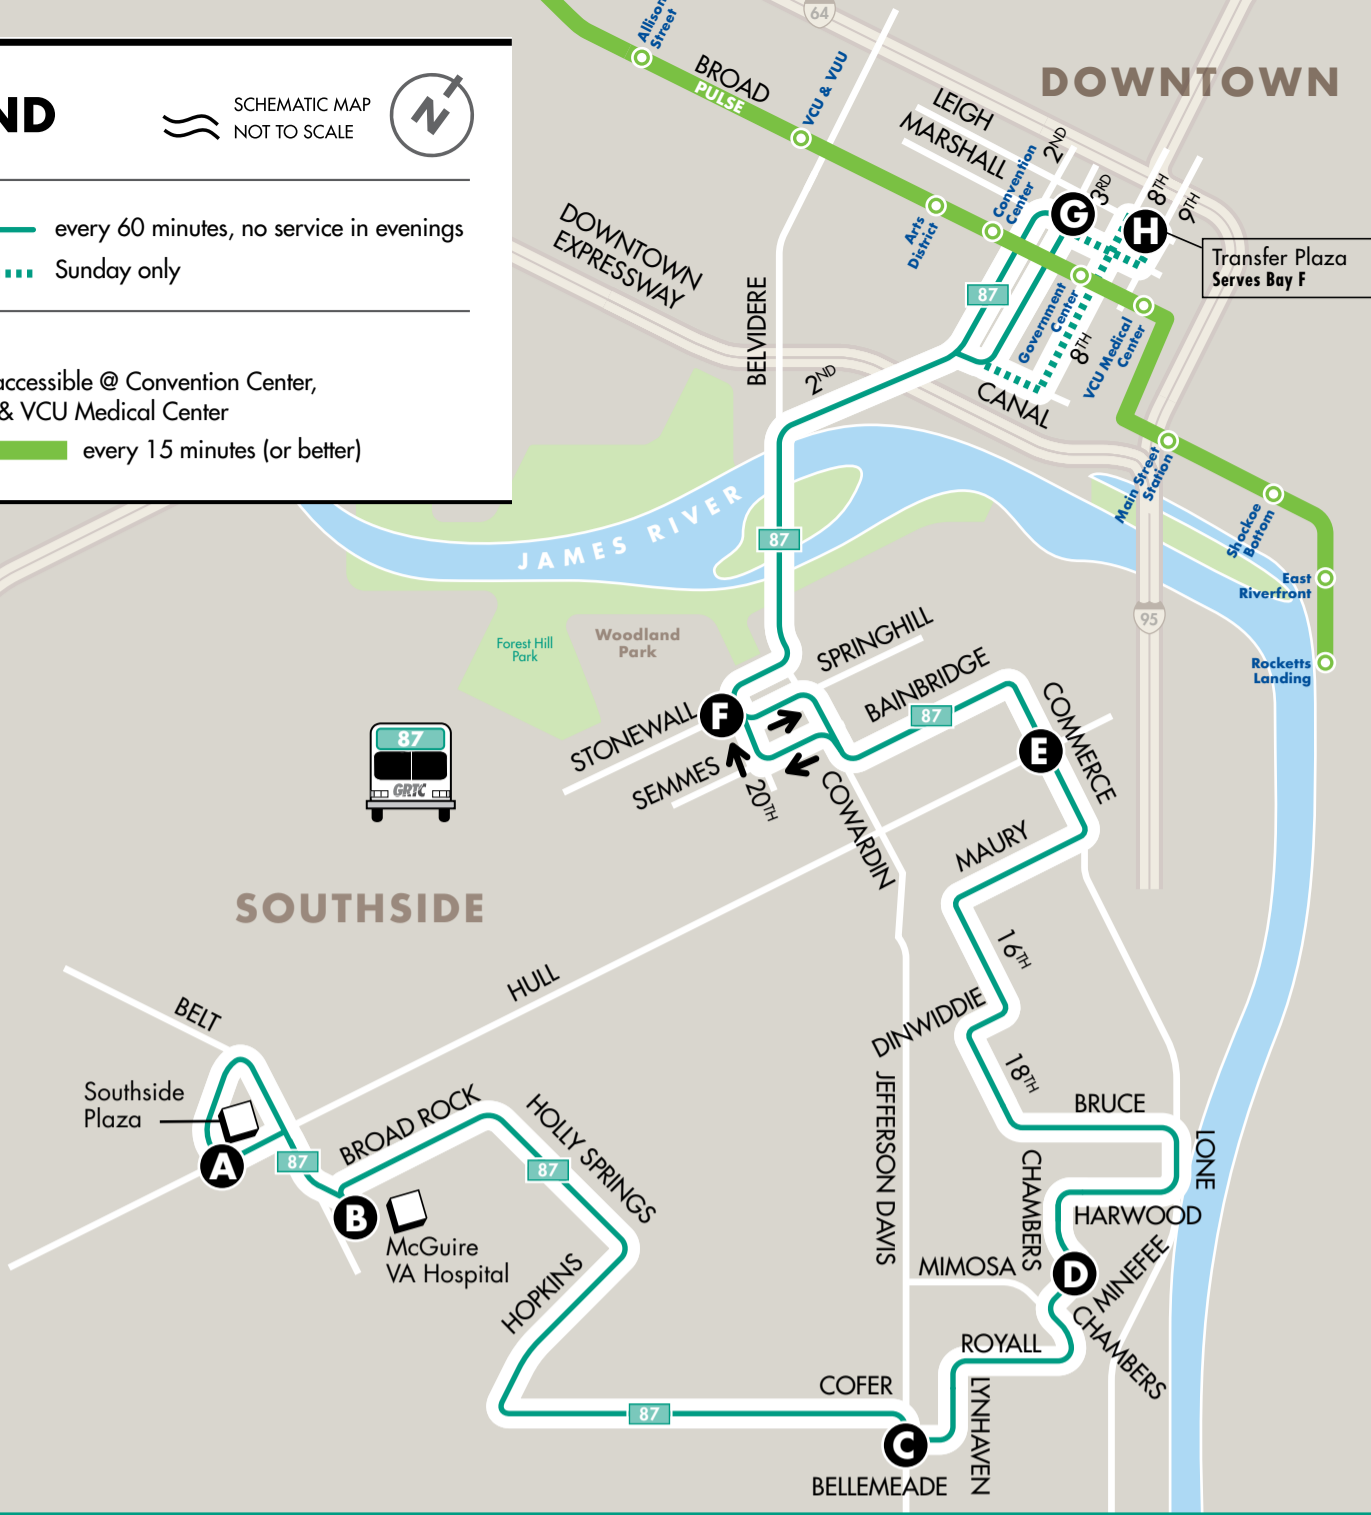 ND
SCHEMATIC MAP
NOT TO SCALE
N
every 60 minutes, no service in evenings
Sunday only
accessible @ Convention Center,
& VCU Medical Center
every 15 minutes (or better)
64
Allison
Street
BROAD
PULSE
VCU & VUU
DOWNTOWN
LEIGH
MARSHALL
2ND
3RD
8TH
9TH
Convention
Center
Arts
District
G
H
Transfer Plaza
Serves Bay F
DOWNTOWN
EXPRESSWAY
BELVIDERE
87
Government
Center
8TH
VCU Medical
Center
2ND
CANAL
Main Street
Station
Shockoe
Bottom
East
Riverfront
Rocketts
Landing
95
JAMES RIVER
87
Forest Hill
Park
Woodland
Park
SPRINGHILL
BAINBRIDGE
87
COMMERCE
STONEWALL
F
SEMMES
20TH
COWARDIN
E
87
GRTC
MAURY
SOUTHSIDE
16TH
HULL
DINWIDDIE
18TH
BELT
Southside
Plaza
A
87
BROAD ROCK
B
McGuire
VA Hospital
HOLLY SPRINGS
87
HOPKINS
JEFFERSON DAVIS
BRUCE
LONE
CHAMBERS
HARWOOD
MIMOSA
D
MINEFEE
CHAMBERS
ROYALL
LYNHAVEN
COFER
87
C
BELLEMEADE